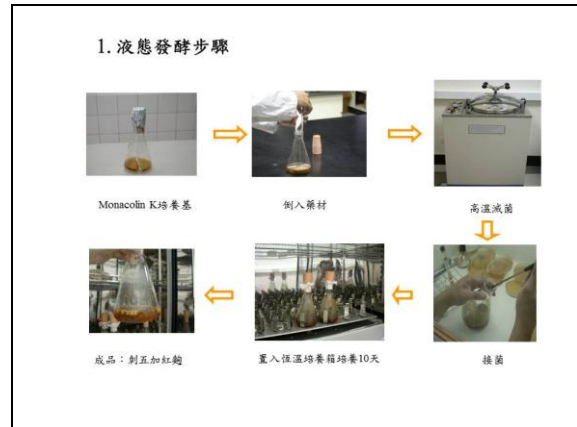 1. 液態發酵步驟
Monacolin K培養基
倒入藥材
高溫滅菌
接菌
置入恆溫培養箱培養10天
成品：刺五加紅麴